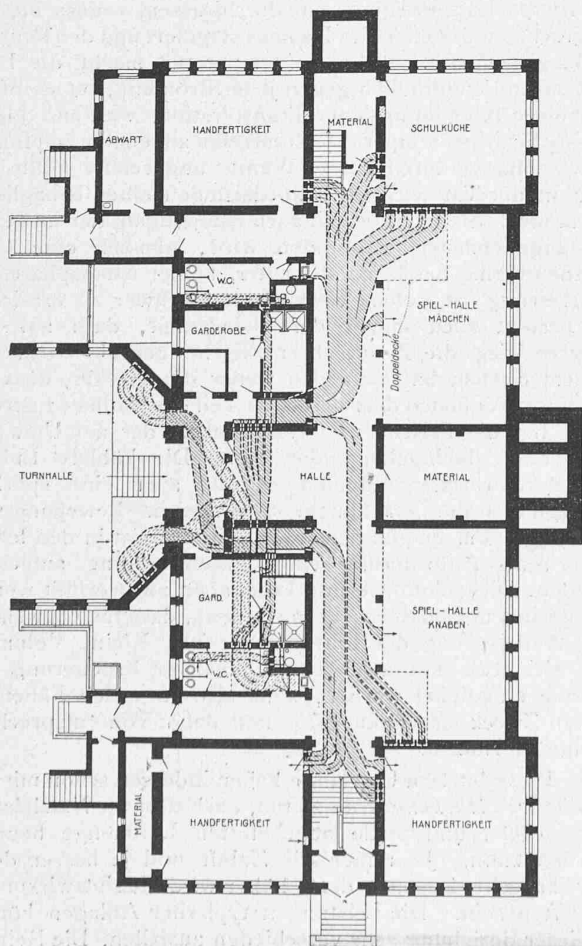 MATERIAL
SCHULKÜCHE
ABWART
HANDFERTIGKEIT
W.C.
SPIEL-HALLE
MÄDCHEN
GARDEROBE
Doppeldecke
TURNHALLE
HALLE
MATERIAL
GARD.
SPIEL-HALLE
KNABEN
W.C.
MATERIAL
HANDFERTIGKEIT
HANDFERTIGKEIT